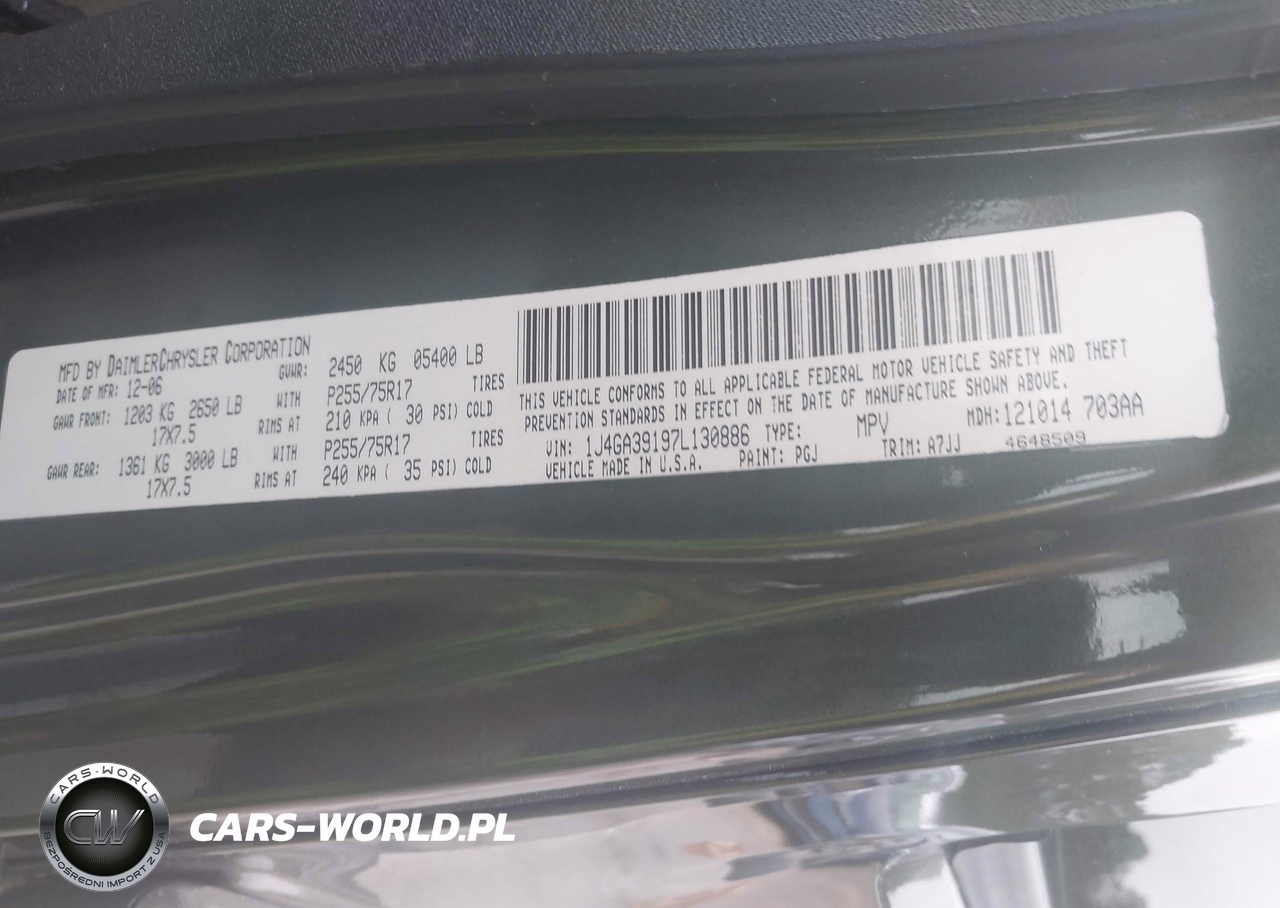 MFD BY DAIMLERCHRYSLER CORPORATION
DATE OF MFR: 12-06 GVWR: 2450 KG 05400 LB
GAWR FRONT: 1203 KG 2650 LB WITH P255/75R17 TIRES
17X7.5 RIMS AT 210 KPA ( 30 PSI) COLD
GAWR REAR: 1361 KG 3000 LB WITH P255/75R17 TIRES
17X7.5 RIMS AT 240 KPA ( 35 PSI) COLD
THIS VEHICLE CONFORMS TO ALL APPLICABLE FEDERAL MOTOR VEHICLE SAFETY AND THEFT
PREVENTION STANDARDS IN EFFECT ON THE DATE OF MANUFACTURE SHOWN ABOVE.
VIN: 1J4GA39197L130886 TYPE: MPV MDH: 121014 703AA
VEHICLE MADE IN U.S.A. PAINT: PGJ TRIM: A7JJ 4648509
CARS-WORLD
CW
BEZPOŚREDNI IMPORT Z USA
CARS-WORLD.PL